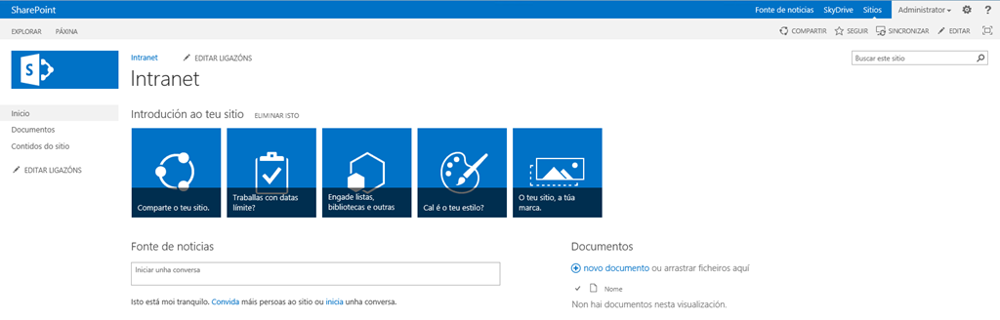 SharePoint
Fonte de noticias SkyDrive Sitios Administrator
EXPLORAR PÁXINA
COMPARTIR SEGUIR SINCRONIZAR EDITAR
S
Intranet EDITAR LIGAZÓNS
Buscar este sitio
Intranet
Inicio
Documentos
Contidos do sitio
EDITAR LIGAZÓNS
Introdución ao teu sitio ELIMINAR ISTO
Comparte o teu sitio.
Traballas con datas
límite?
Engade listas,
bibliotecas e outras
Cal é o teu estilo?
O teu sitio, a túa
marca.
Fonte de noticias
Iniciar unha conversa
Isto está moi tranquilo. Convida máis persoas ao sitio ou inicia unha conversa.
Documentos
novo documento ou arrastrar ficheiros aquí
Nome
Non hai documentos nesta visualización.